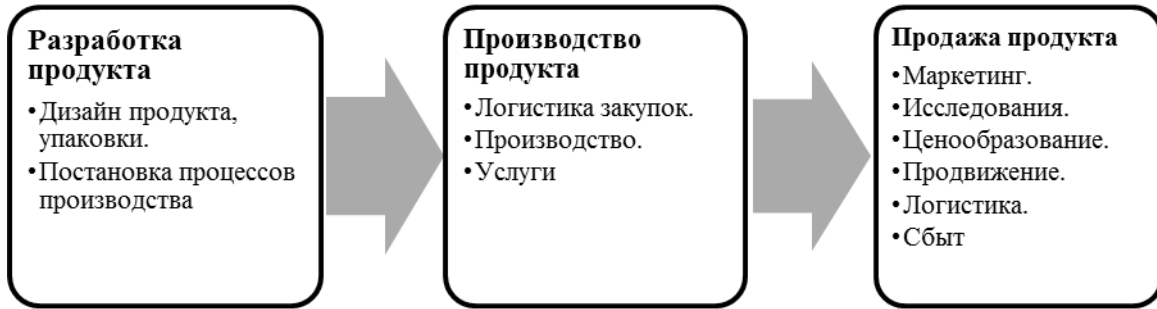 Разработка
продукта
•Дизайн продукта,
упаковки.
•Постановка процессов
производства
Производство
продукта
•Логистика закупок.
•Производство.
•Услуги
Продажа продукта
•Маркетинг.
•Исследования.
•Ценообразование.
•Продвижение.
•Логистика.
•Сбыт